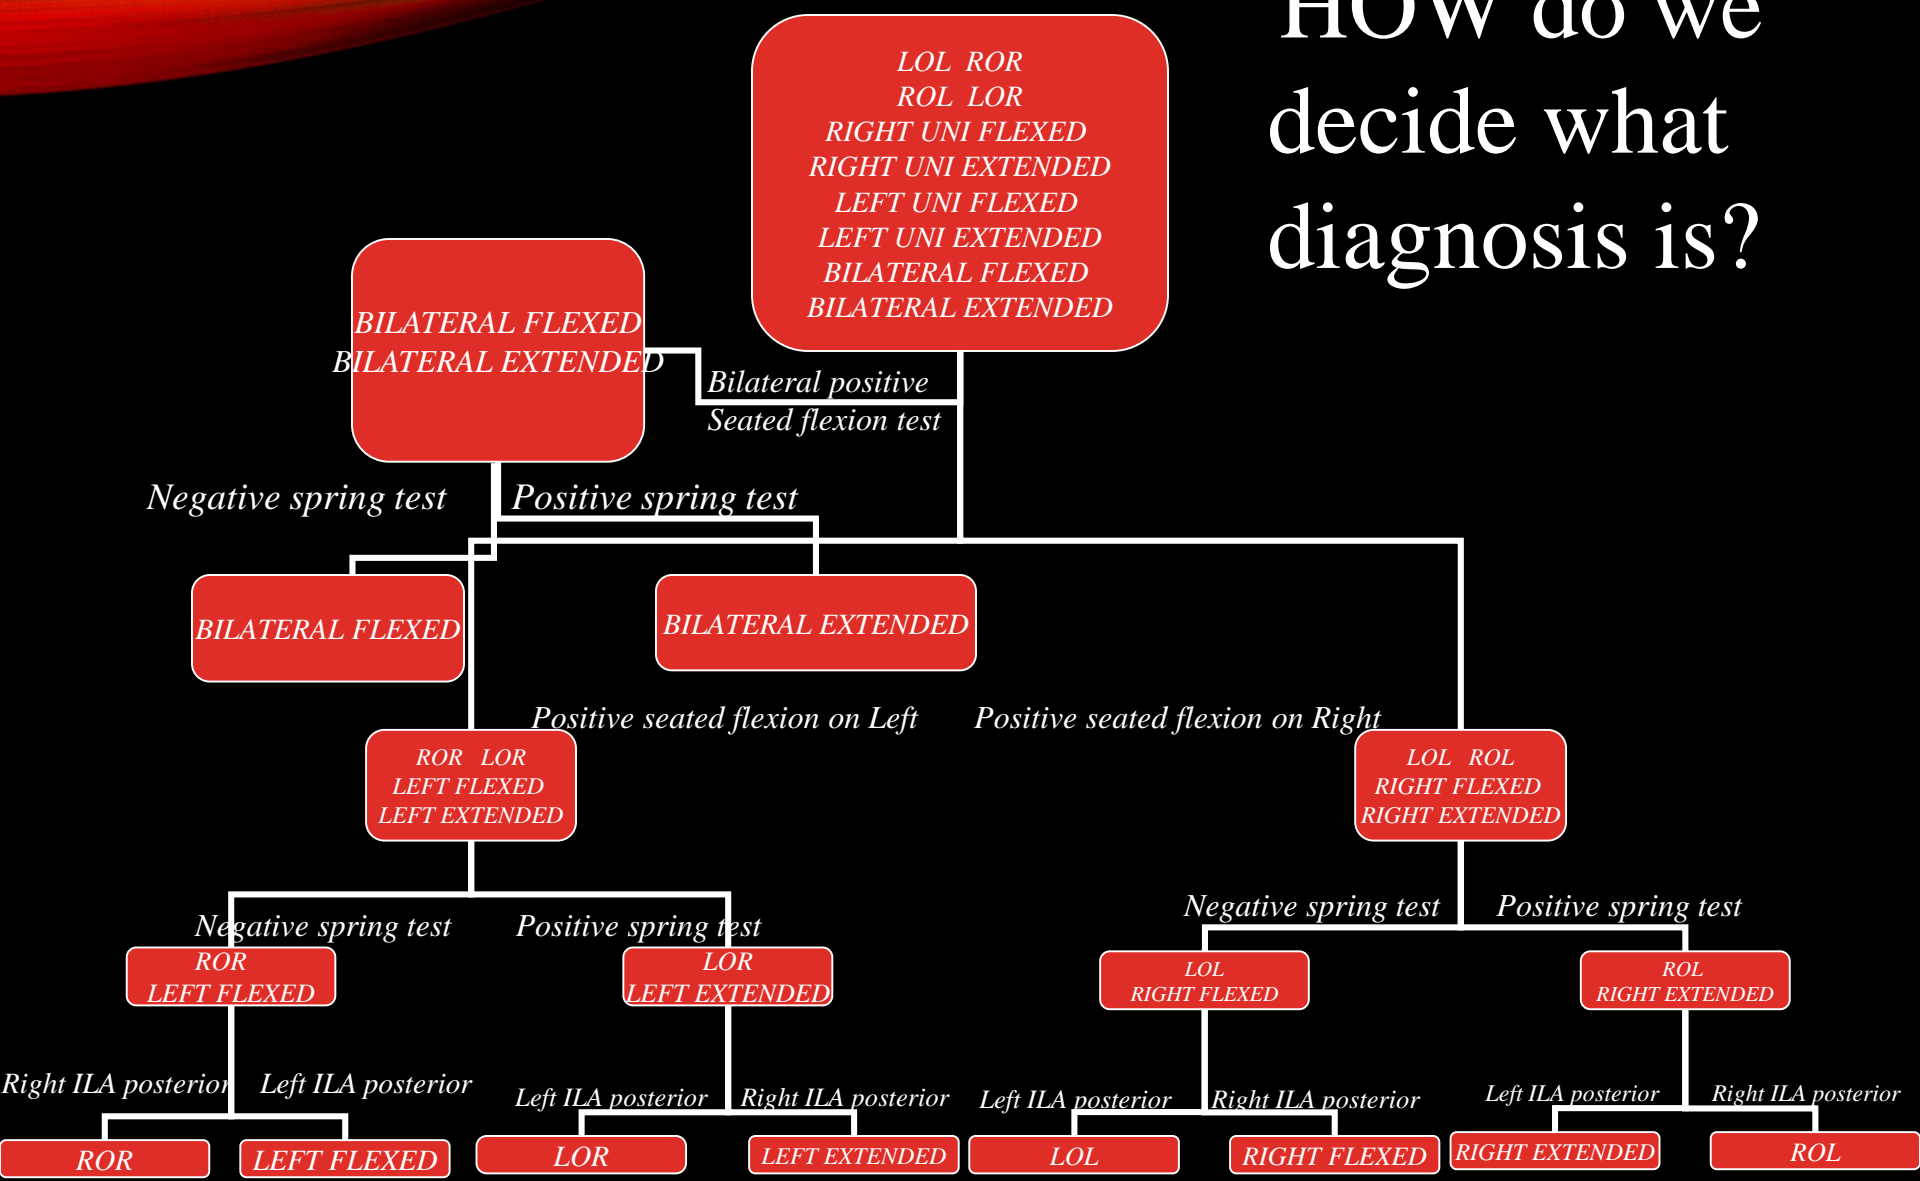 HOW do we
decide what
diagnosis is?
LOL ROR
ROL LOR
RIGHT UNI FLEXED
RIGHT UNI EXTENDED
LEFT UNI FLEXED
LEFT UNI EXTENDED
BILATERAL FLEXED
BILATERAL EXTENDED
BILATERAL FLEXED
BILATERAL EXTENDED
Bilateral positive
Seated flexion test
Negative spring test
Positive spring test
BILATERAL FLEXED
BILATERAL EXTENDED
Positive seated flexion on Left
Positive seated flexion on Right
ROR LOR
LEFT FLEXED
LEFT EXTENDED
LOL ROL
RIGHT FLEXED
RIGHT EXTENDED
Negative spring test
Positive spring test
Negative spring test
Positive spring test
ROR
LEFT FLEXED
LOR
LEFT EXTENDED
LOL
RIGHT FLEXED
ROL
RIGHT EXTENDED
Right ILA posterior
Left ILA posterior
Left ILA posterior
Right ILA posterior
Left ILA posterior
Right ILA posterior
Left ILA posterior
Right ILA posterior
ROR
LEFT FLEXED
LOR
LEFT EXTENDED
LOL
RIGHT FLEXED
RIGHT EXTENDED
ROL